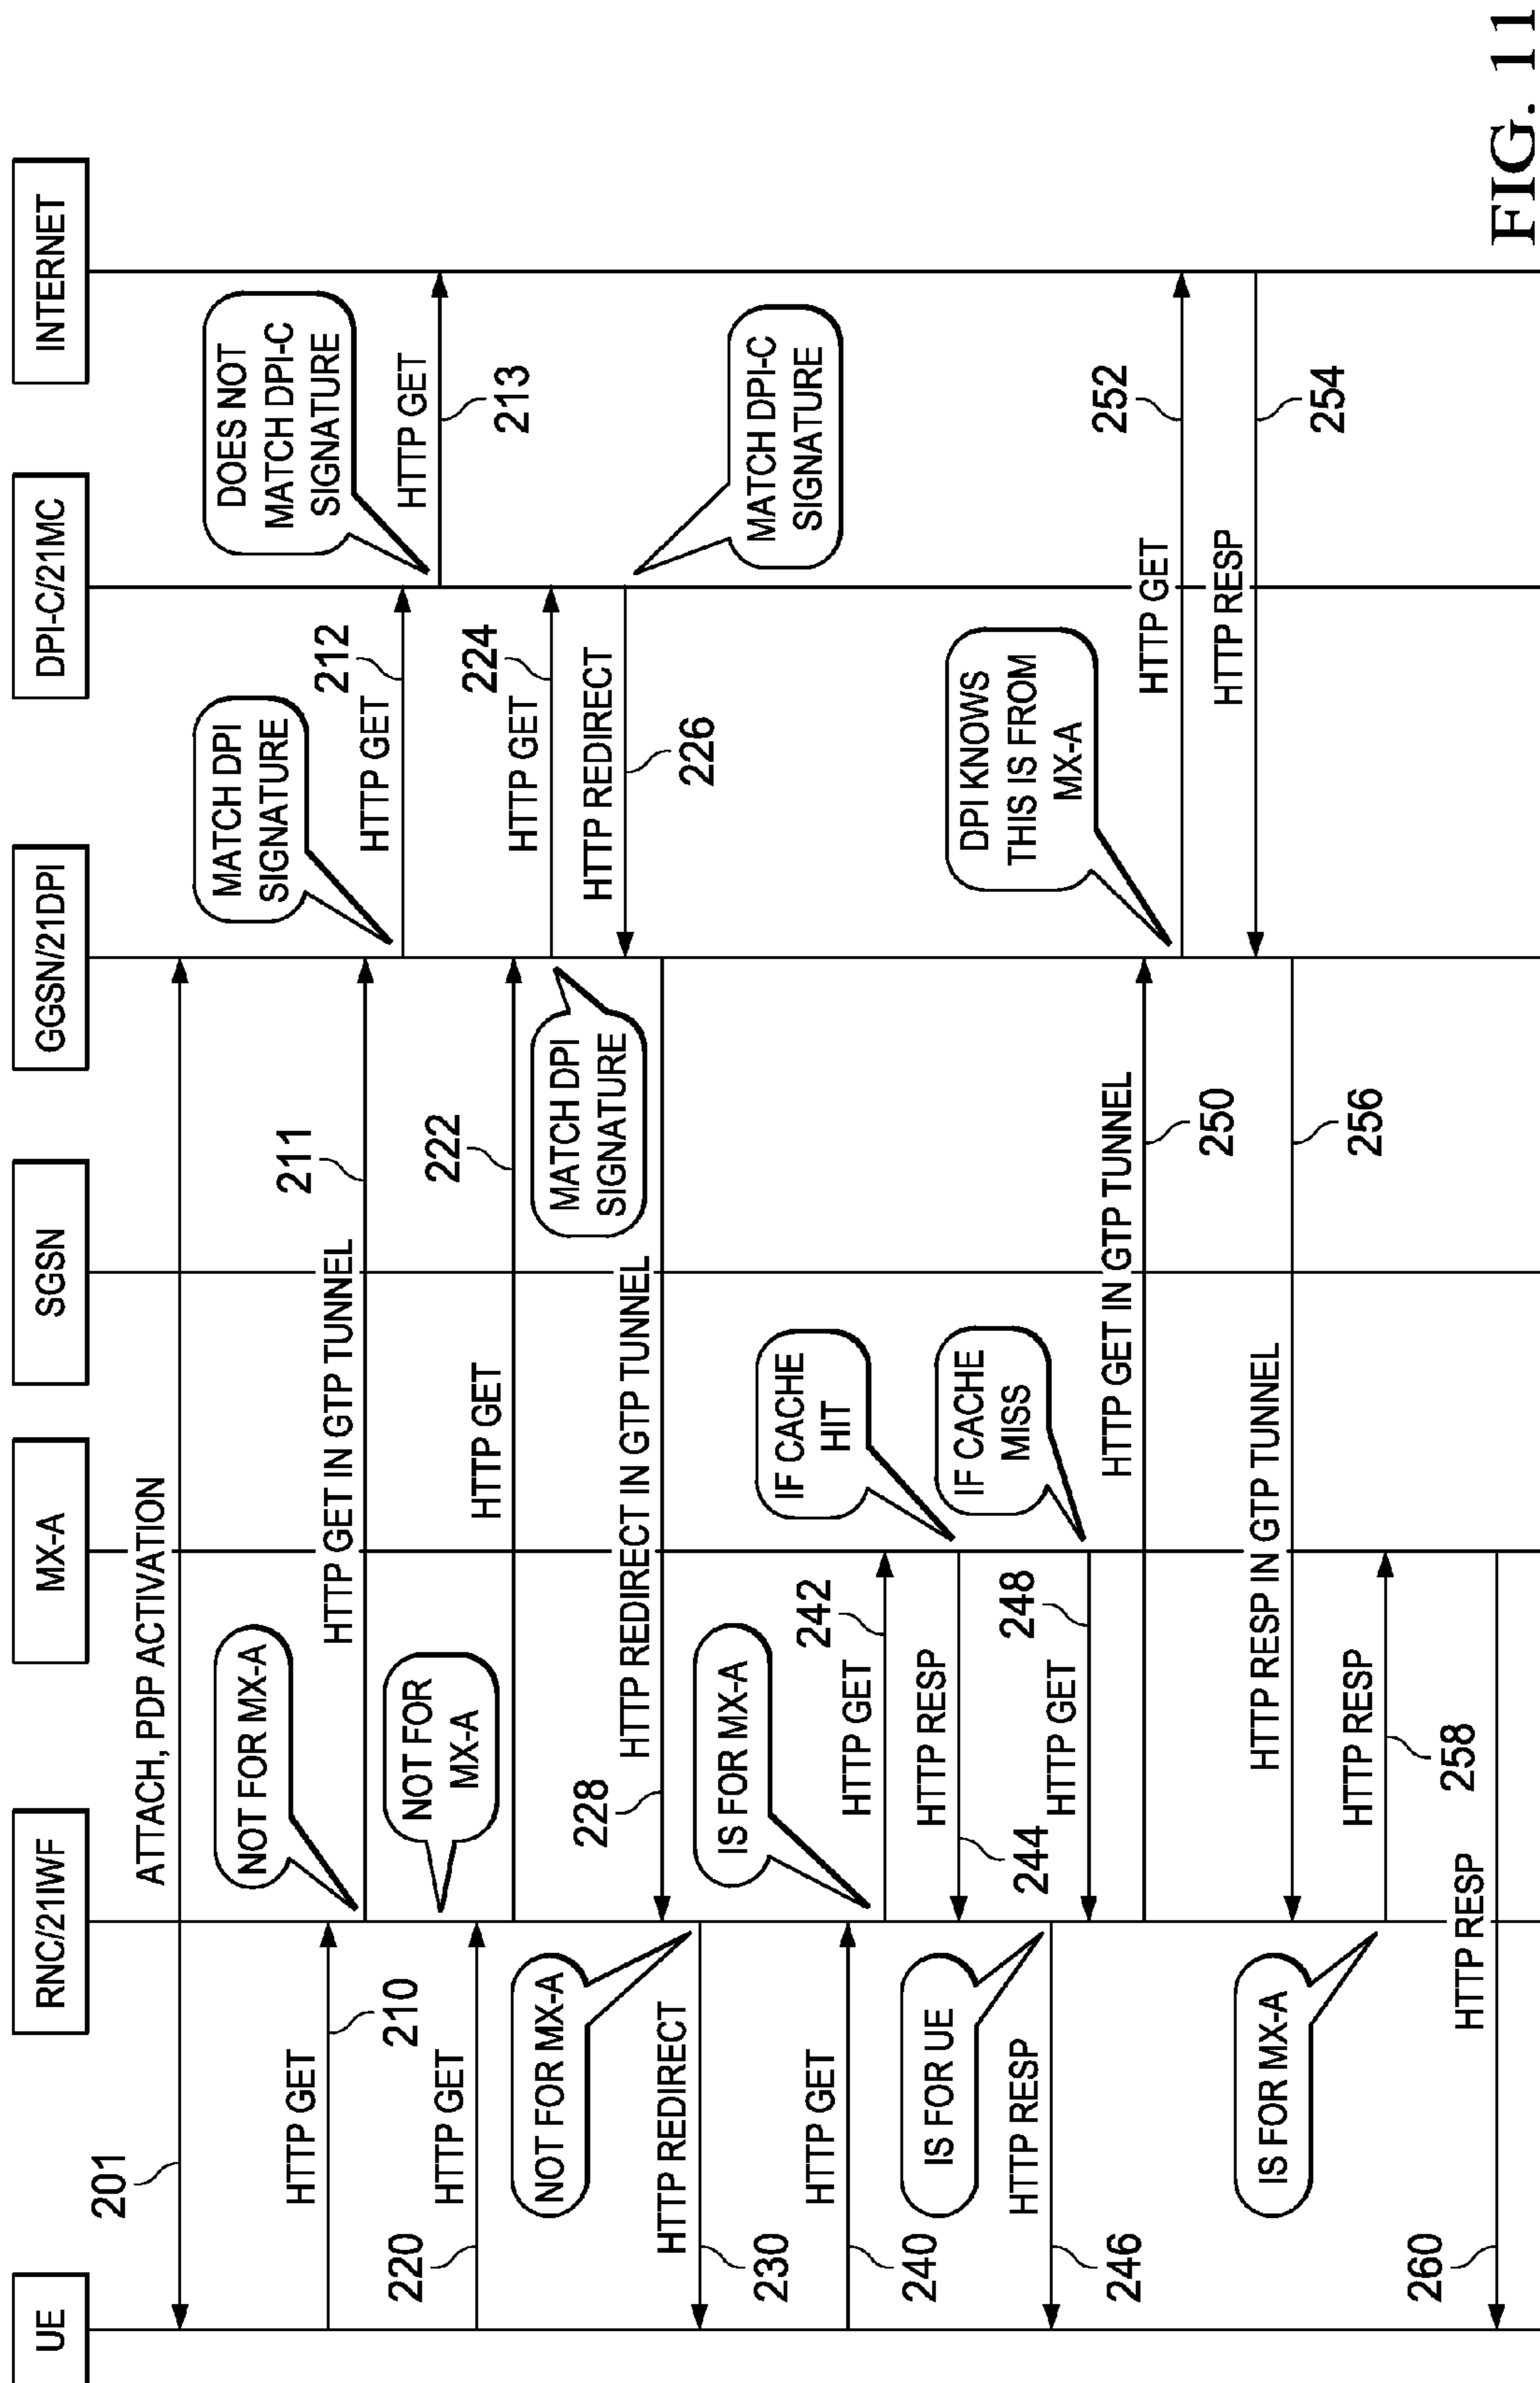 UE
RNC/21IWF
MX-A
SGSN
GGSN/21DPI
DPI-C/21MC
INTERNET
201
ATTACH, PDP ACTIVATION
HTTP GET
210
NOT FOR MX-A
HTTP GET IN GTP TUNNEL
211
MATCH DPI
SIGNATURE
HTTP GET
212
DOES NOT
MATCH DPI-C
SIGNATURE
HTTP GET
213
HTTP GET
220
NOT FOR
MX-A
HTTP GET
222
MATCH DPI
SIGNATURE
HTTP GET
224
HTTP REDIRECT
226
MATCH DPI-C
SIGNATURE
HTTP REDIRECT IN GTP TUNNEL
228
NOT FOR MX-A
HTTP REDIRECT
230
HTTP GET
240
IS FOR MX-A
HTTP GET
242
IF CACHE
HIT
HTTP RESP
244
IS FOR UE
HTTP RESP
246
IF CACHE
MISS
HTTP GET
248
HTTP GET IN GTP TUNNEL
250
DPI KNOWS
THIS IS FROM
MX-A
HTTP GET
252
HTTP RESP
254
HTTP RESP IN GTP TUNNEL
256
IS FOR MX-A
HTTP RESP
258
HTTP RESP
260
FIG. 11